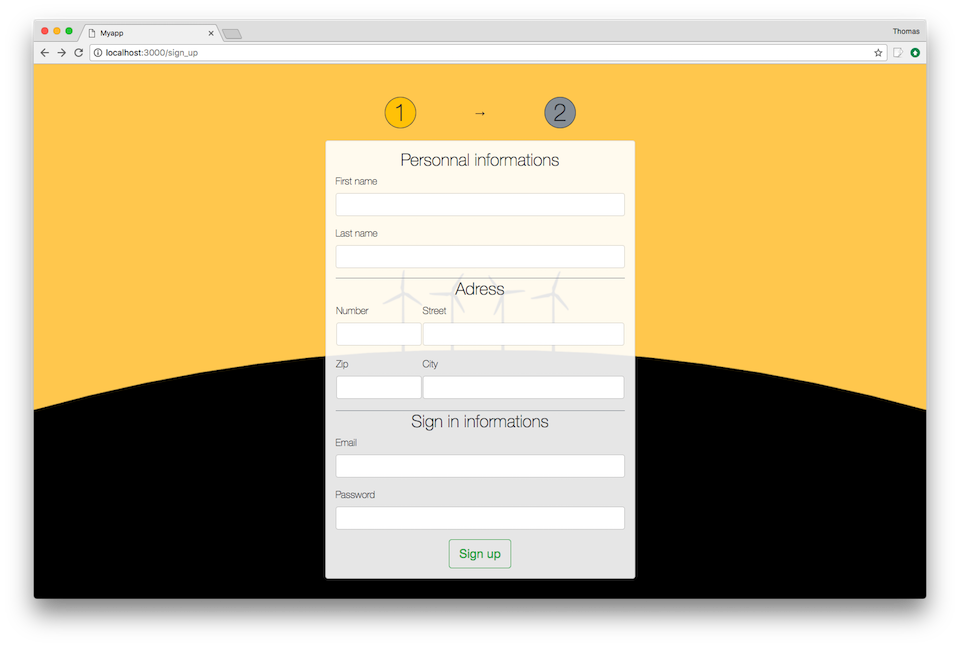 Myapp
Thomas
localhost:3000/sign_up
1 → 2
Personnal informations
First name
Last name
Adress
Number Street
Zip City
Sign in informations
Email
Password
Sign up